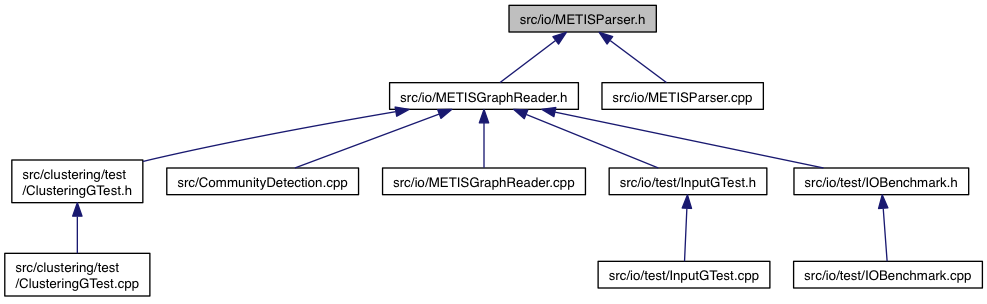 src/io/METISParser.h
src/io/METISGraphReader.h
src/io/METISParser.cpp
src/clustering/test
/ClusteringGTest.h
src/CommunityDetection.cpp
src/io/METISGraphReader.cpp
src/io/test/InputGTest.h
src/io/test/IOBenchmark.h
src/clustering/test
/ClusteringGTest.cpp
src/io/test/InputGTest.cpp
src/io/test/IOBenchmark.cpp